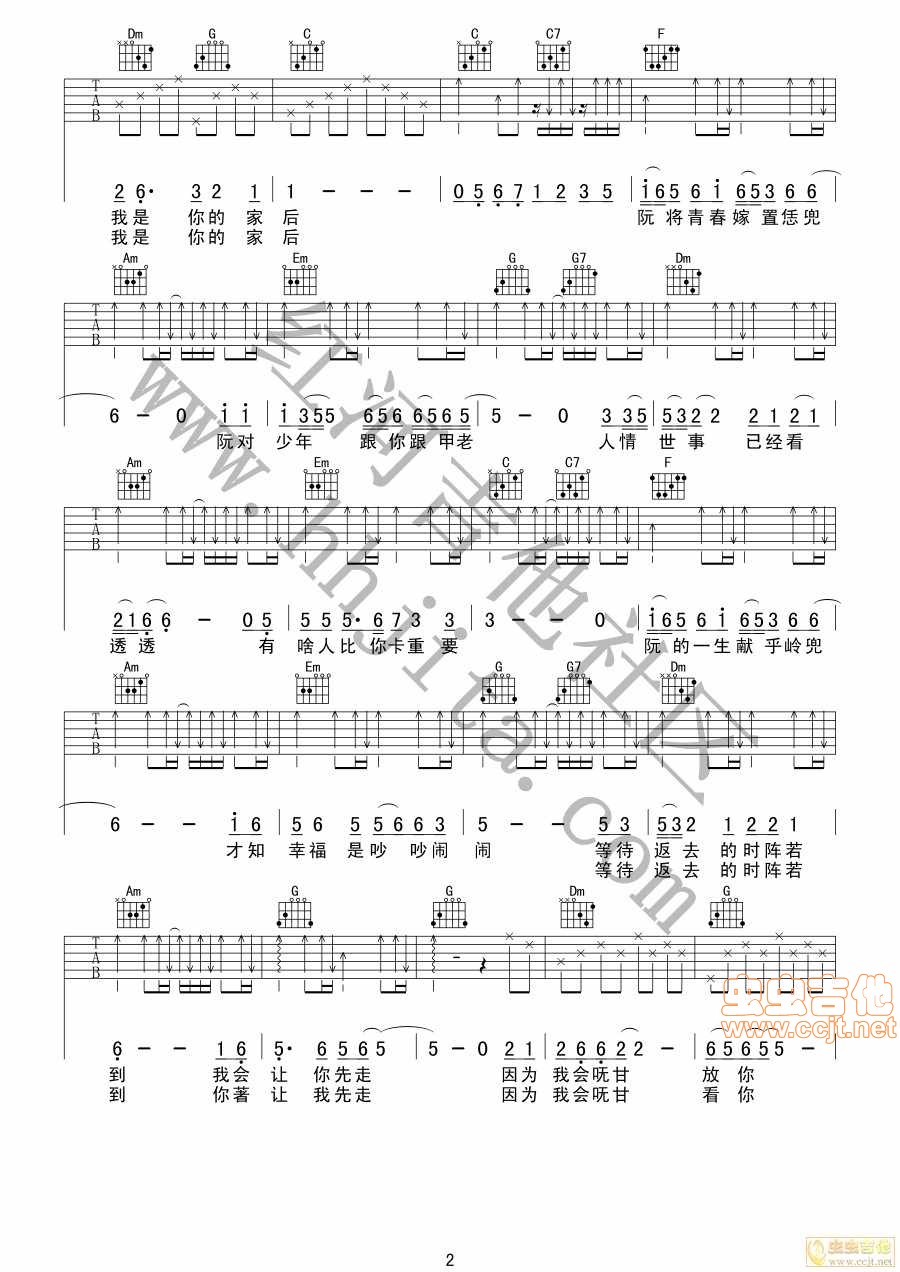 Dm G C C C7 F
T A B
2 6· 3 2 1 1 - - - 0 5 6 7 1 2 3 5 i 6 5 6 i 6 5 3 6 6
我是 你的 家 后 阮 将青春嫁 置恁兜
我是 你的 家 后
Am Em G G7 Dm
T A B
6 - 0 i i i 3 5 5 6 5 6 6 5 6 5 5 - 0 3 3 5 5 3 2 2 2 1 2 1
阮对 少年 跟你跟 甲老 人情 世事 已经看
Am Em C C7 F
T A B
2 1 6 6 - 0 5 5 5 5· 6 7 3 3 3 - - 0 i 6 5 6 i 6 5 3 6 6
透透 有 啥人比 你卡重 要 阮 的一生献 乎岭兜
Am Em G G7 Dm
T A B
6 - - i 6 5 6 5 5 6 6 3 5 - - 5 3 5 3 2 1 2 2 1
才知 幸福 是吵 吵闹 闹 等待 返去 的时阵若
等待 返去 的时阵若
Am G G Dm G
T A B
6 - - 1 6 5· 6 5 6 5 5 - 0 2 1 2 6 6 2 2 - 6 5 6 5 5 -
到 我会 让 你先走 因为 我会呒甘 放你
到 你著 让 我先走 因为 我会呒甘 看你
红河吉他社区
www.hhjita.com
虫虫吉他
www.ccjt.net
2
虫虫吉他
www.ccjt.net